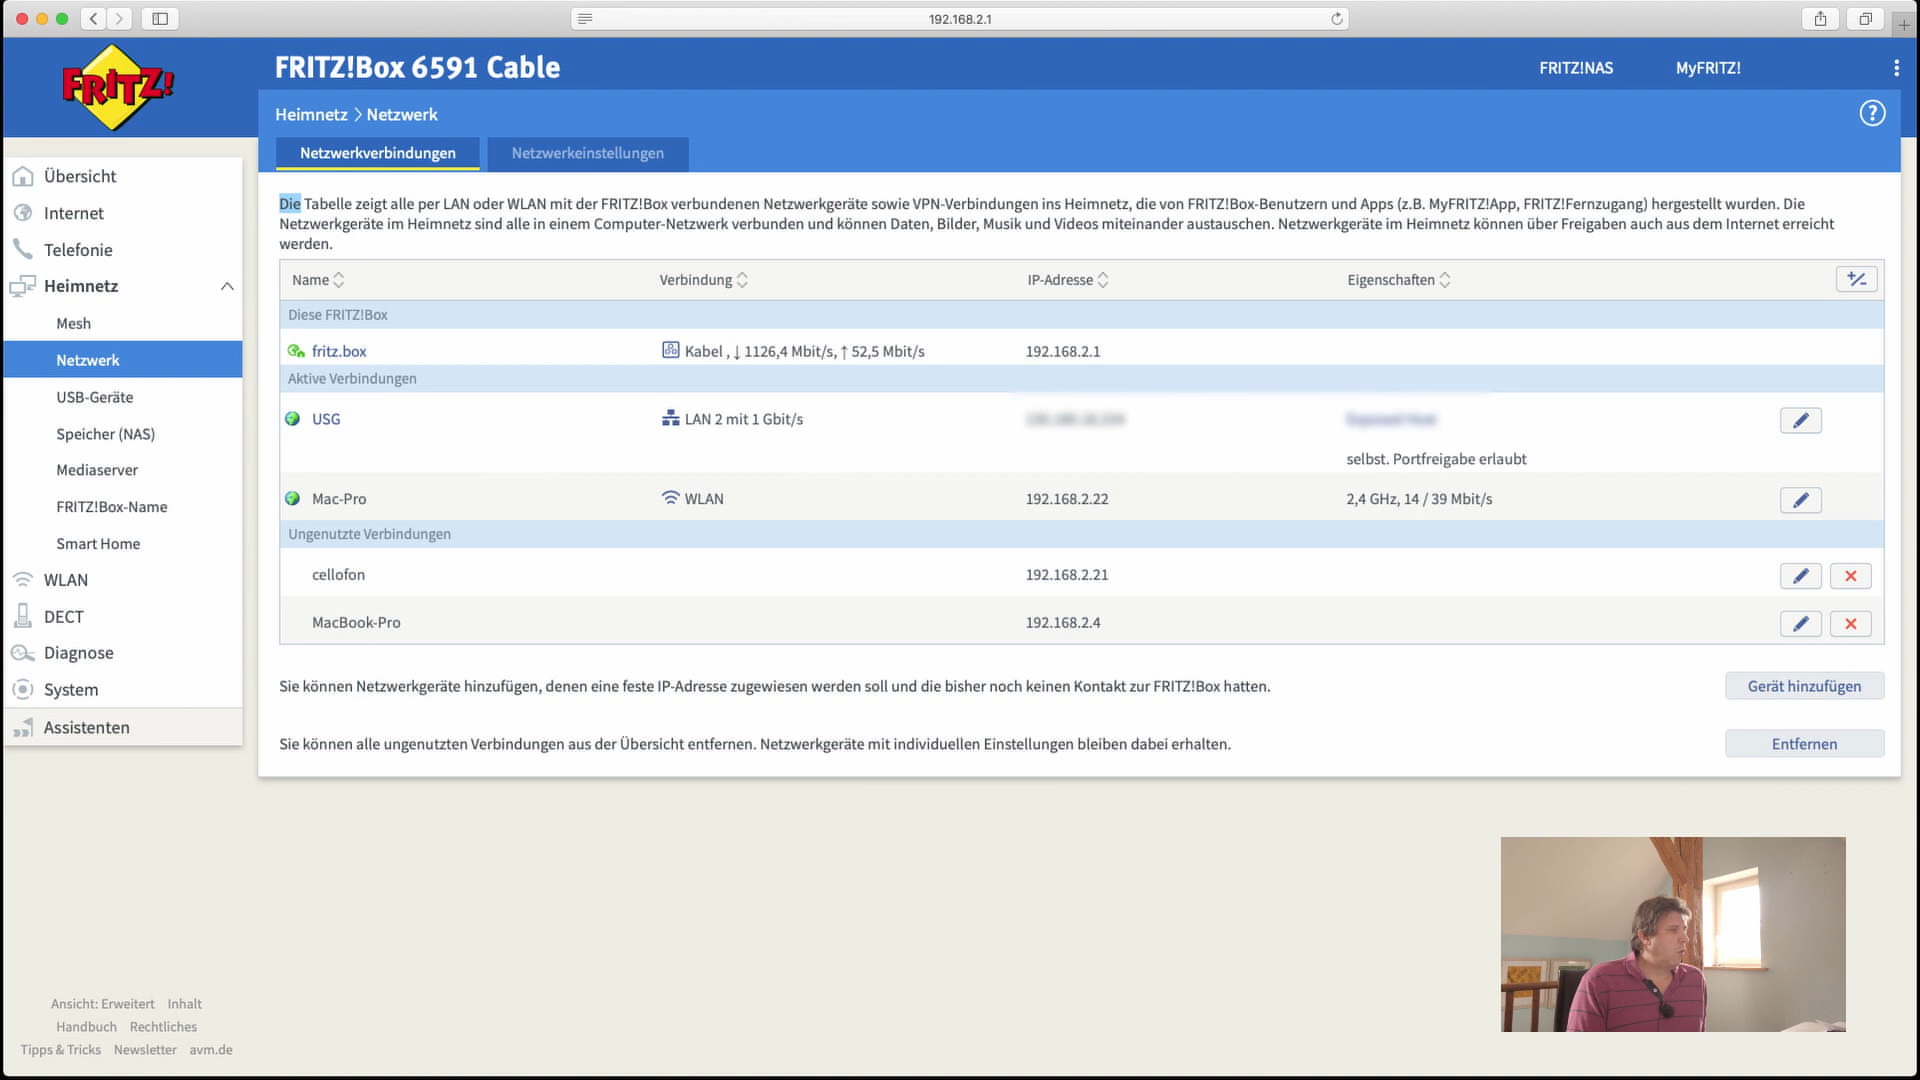 192.168.2.1
FRITZ!
FRITZ!Box 6591 Cable
FRITZ!NAS
MyFRITZ!
Heimnetz > Netzwerk
Netzwerkverbindungen
Netzwerkeinstellungen
Übersicht
Internet
Telefonie
Heimnetz
Mesh
Netzwerk
USB-Geräte
Speicher (NAS)
Mediaserver
FRITZ!Box-Name
Smart Home
WLAN
DECT
Diagnose
System
Assistenten
Die Tabelle zeigt alle per LAN oder WLAN mit der FRITZ!Box verbundenen Netzwerkgeräte sowie VPN-Verbindungen ins Heimnetz, die von FRITZ!Box-Benutzern und Apps (z.B. MyFRITZ!App, FRITZ!Fernzugang) hergestellt wurden. Die
Netzwerkgeräte im Heimnetz sind alle in einem Computer-Netzwerk verbunden und können Daten, Bilder, Musik und Videos miteinander austauschen. Netzwerkgeräte im Heimnetz können über Freigaben auch aus dem Internet erreicht
werden.
Name Verbindung IP-Adresse Eigenschaften
Diese FRITZ!Box
fritz.box Kabel , ↓ 1126,4 Mbit/s, ↑ 52,5 Mbit/s 192.168.2.1
Aktive Verbindungen
USG LAN 2 mit 1 Gbit/s
selbst. Portfreigabe erlaubt
Mac-Pro WLAN 192.168.2.22 2,4 GHz, 14 / 39 Mbit/s
Ungenutzte Verbindungen
cellofon 192.168.2.21
MacBook-Pro 192.168.2.4
Sie können Netzwerkgeräte hinzufügen, denen eine feste IP-Adresse zugewiesen werden soll und die bisher noch keinen Kontakt zur FRITZ!Box hatten.
Gerät hinzufügen
Sie können alle ungenutzten Verbindungen aus der Übersicht entfernen. Netzwerkgeräte mit individuellen Einstellungen bleiben dabei erhalten.
Entfernen
Ansicht: Erweitert Inhalt
Handbuch Rechtliches
Tipps & Tricks Newsletter avm.de